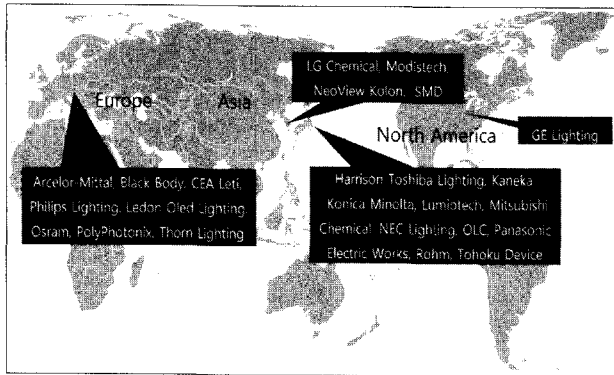 LG Chemical, Modistech
NeoView Kolon, SMD
Europe
Asia
North America
GE Lighting
Arcelor-Mittal, Black Body, CEA Leti,
Philips Lighting, Ledon Oled Lighting,
Osram, PolyPhotonix, Thorn Lighting
Harrison Toshiba Lighting, Kaneka
Konica Minolta, Lumiotech, Mitsubishi
Chemical, NEC Lighting, OLC, Panasonic
Electric Works, Rohm, Tohoku Device